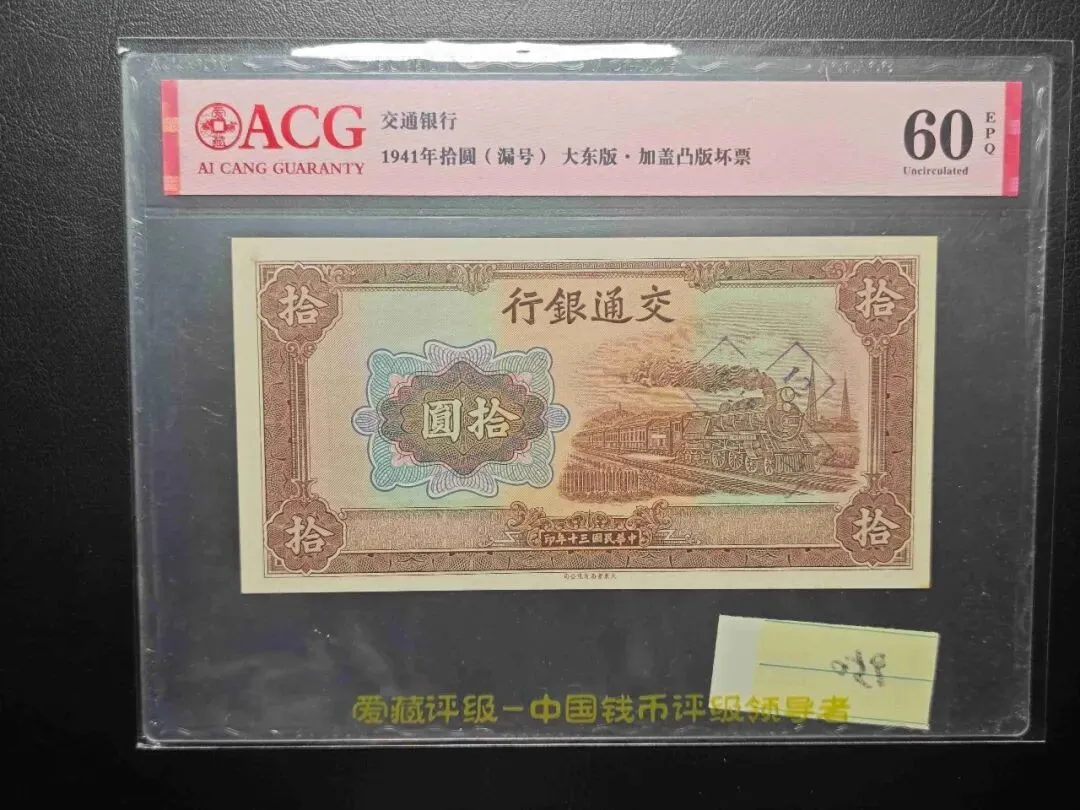 ACG
AI CANG GUARANTY
交通银行
1941年拾圆（漏号） 大东版·加盖凸版坏票
60
EPQ
Uncirculated
拾
拾
行銀通交
圓拾
拾
拾
印年十三國民華中
爱藏评级-中国钱币评级领导者